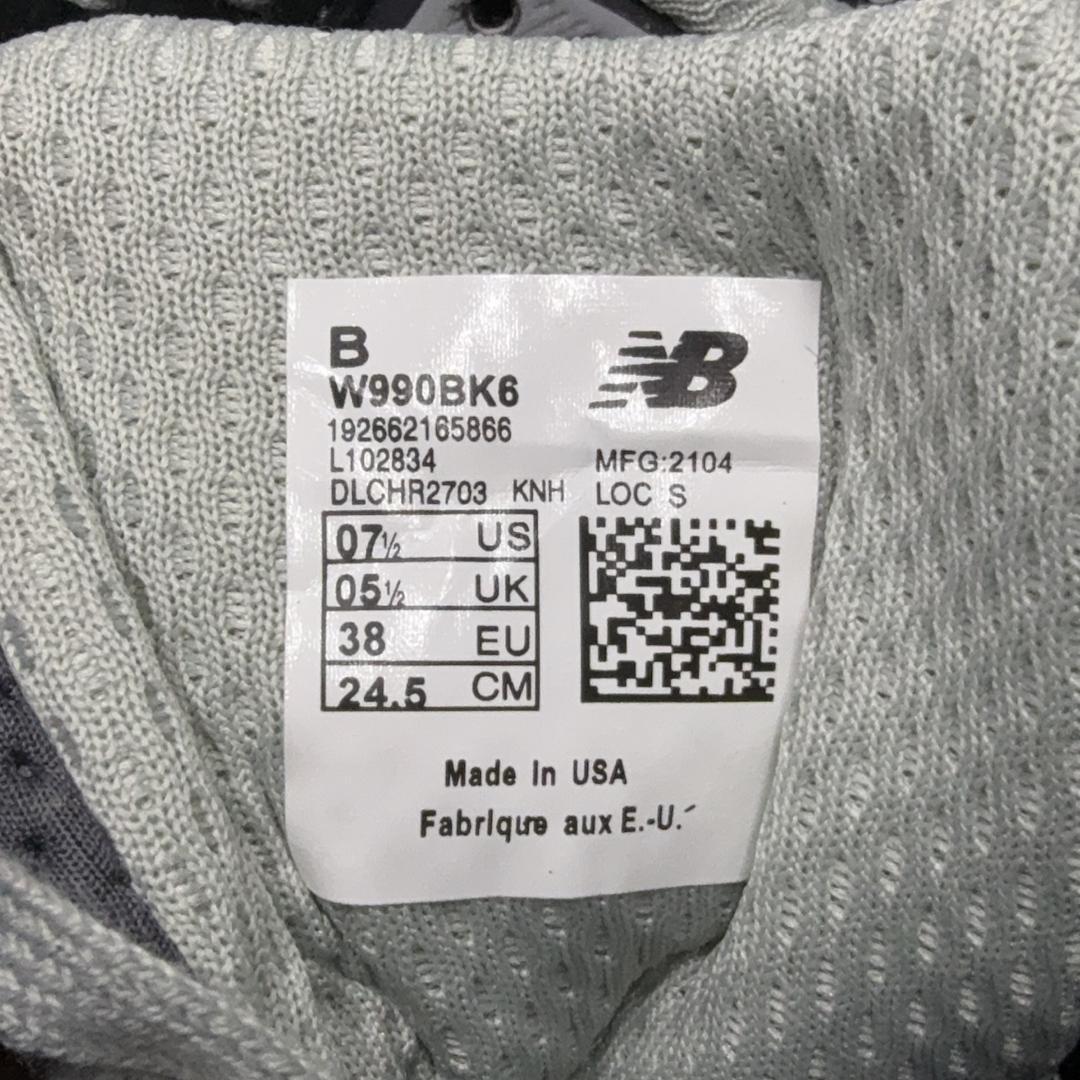 B
W990BK6
NB
192662165866
L102834
MFG:2104
DLCHR2703 KNH
LOC S
07½ US
05½ UK
38 EU
24.5 CM
Made In USA
Fabrique aux E.-U.